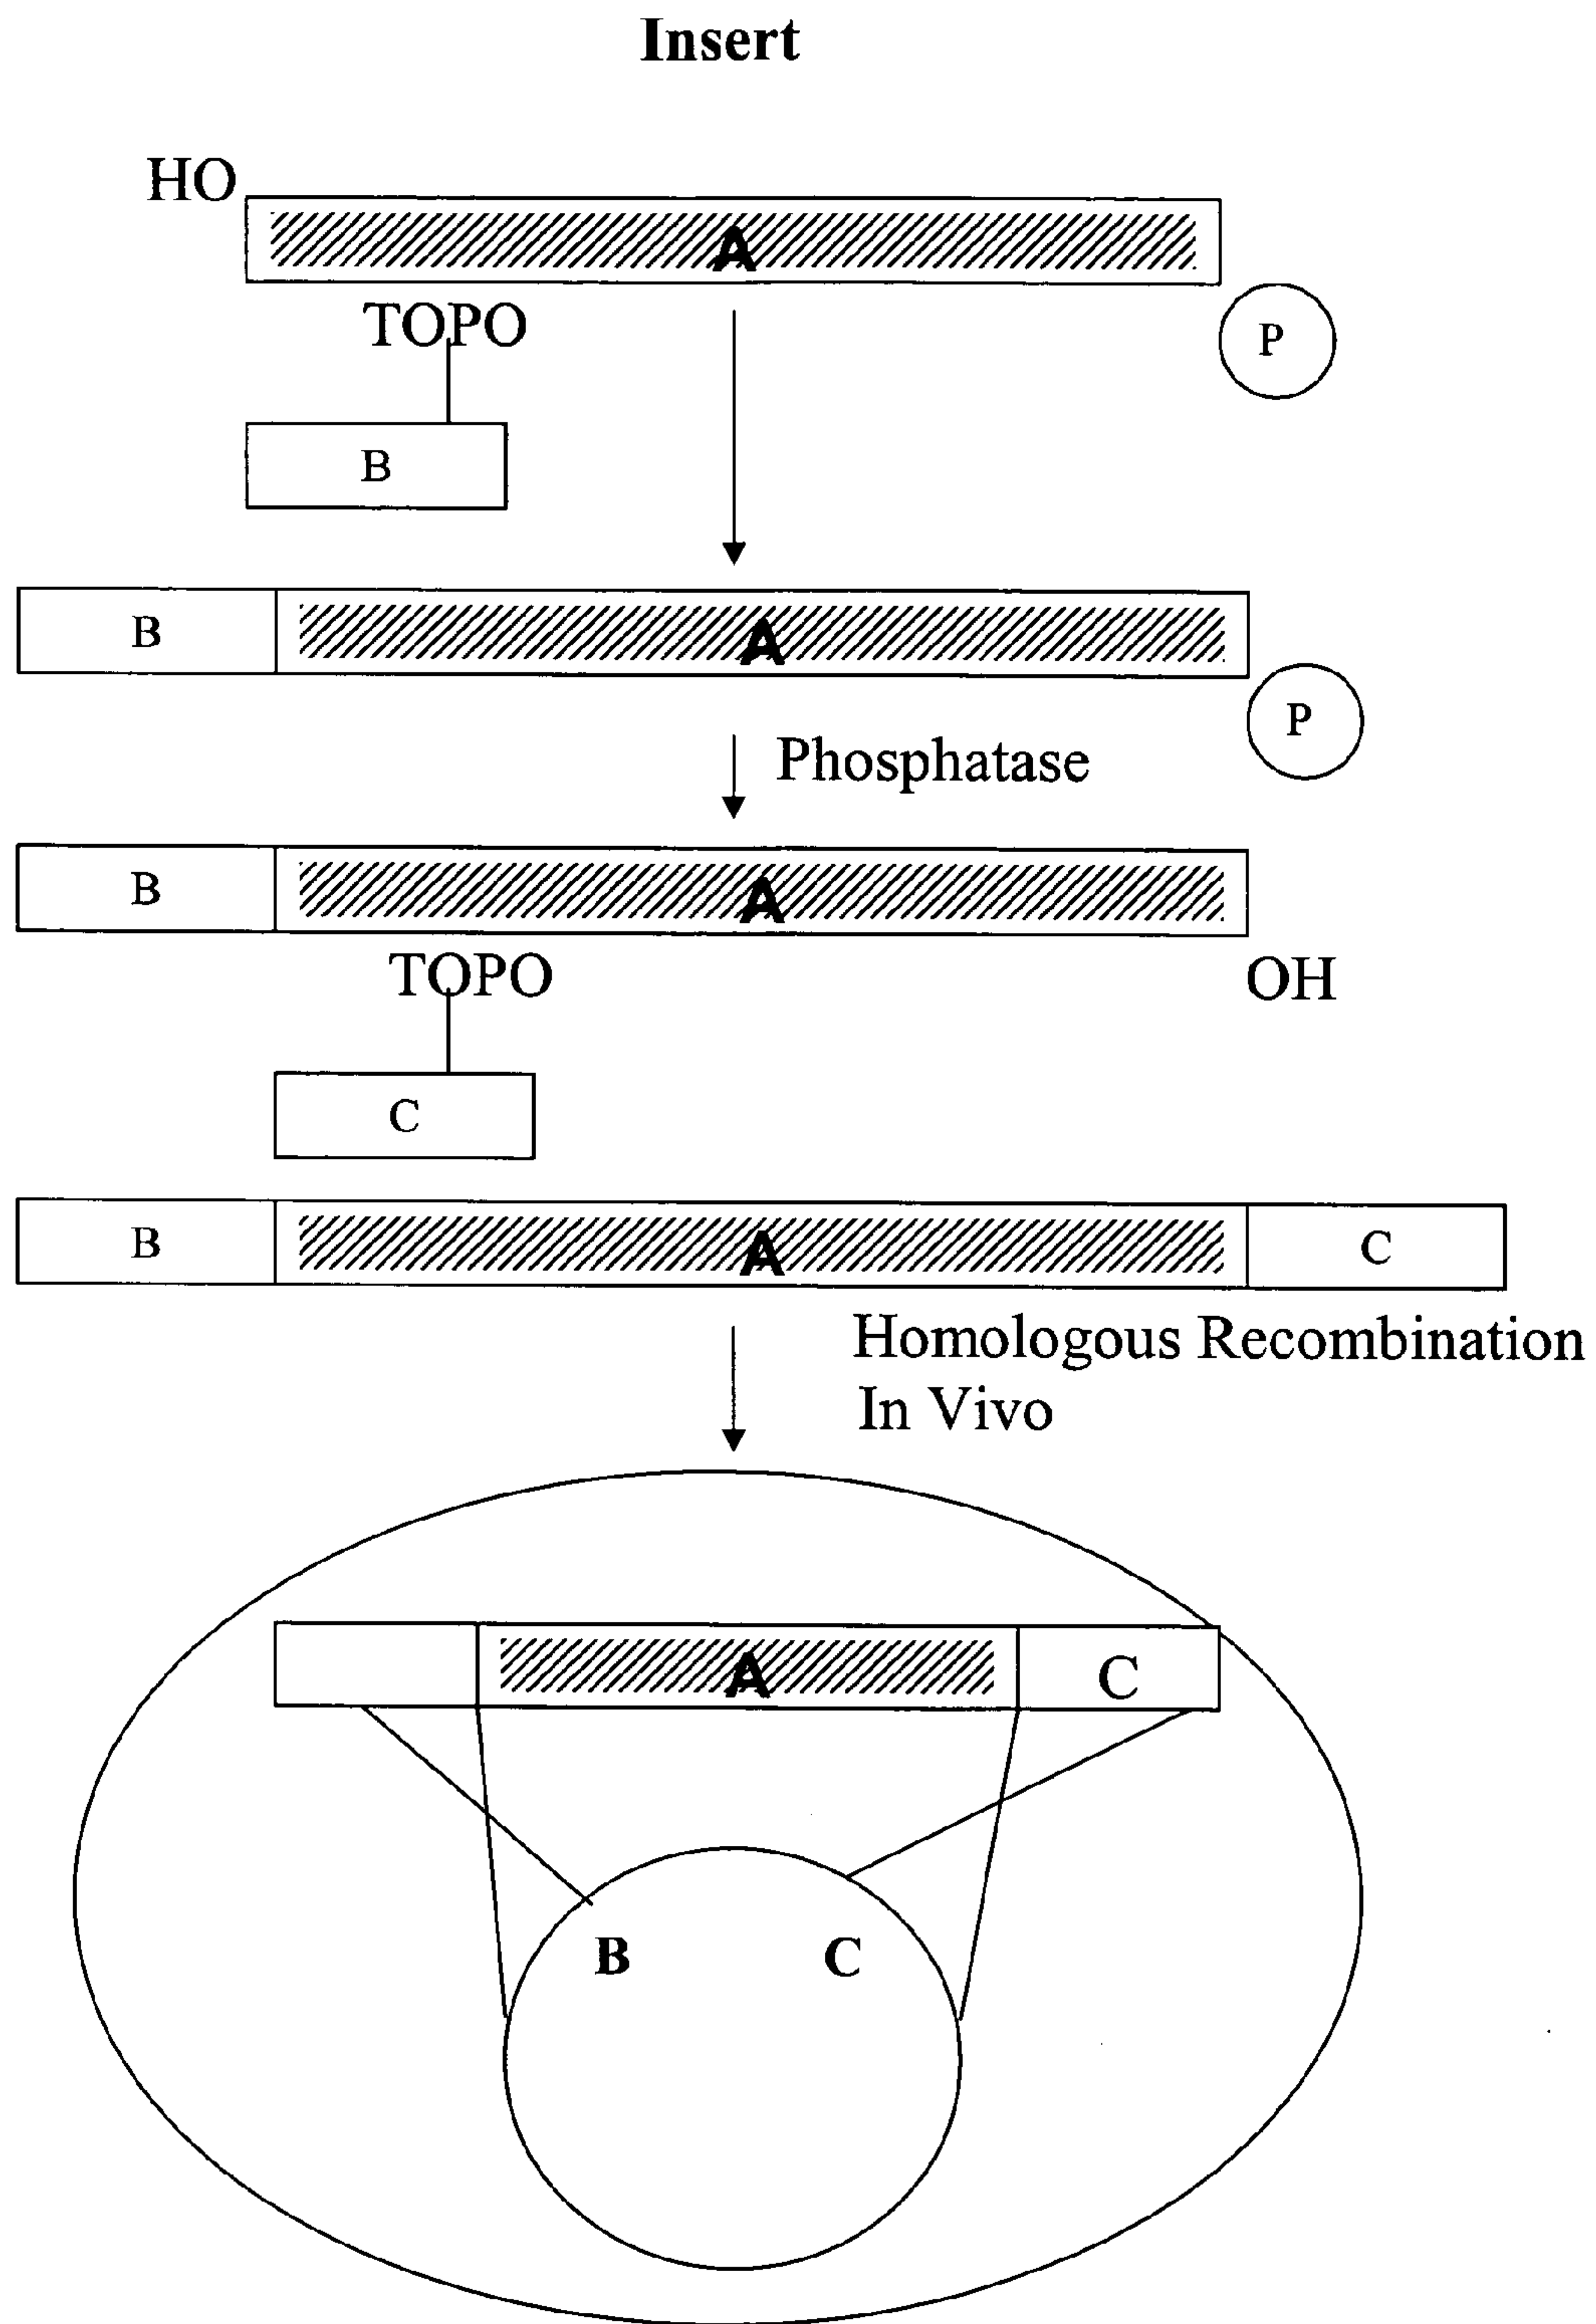 Insert
HO
A
TOPO
P
B
B
A
P
Phosphatase
B
A
TOPO
OH
C
B
A
C
Homologous Recombination
In Vivo
A
C
B
C